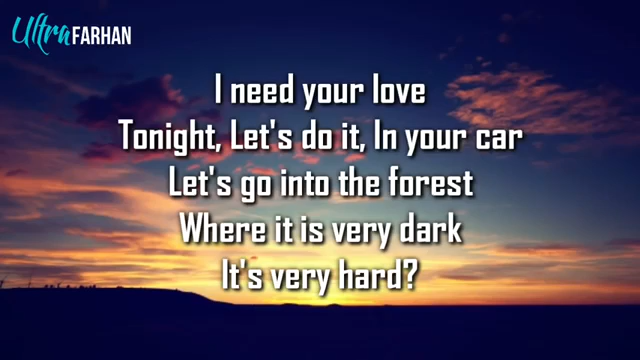 Ultra FARHAN
I need your love
Tonight, Let's do it, In your car
Let's go into the forest
Where it is very dark
It's very hard?